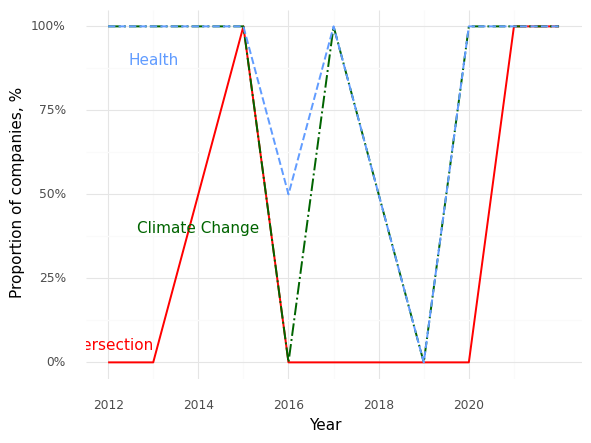 100%
Health
75%
Proportion of companies, %
50%
Climate Change
25%
ersection
0%
2012 2014 2016 2018 2020
Year